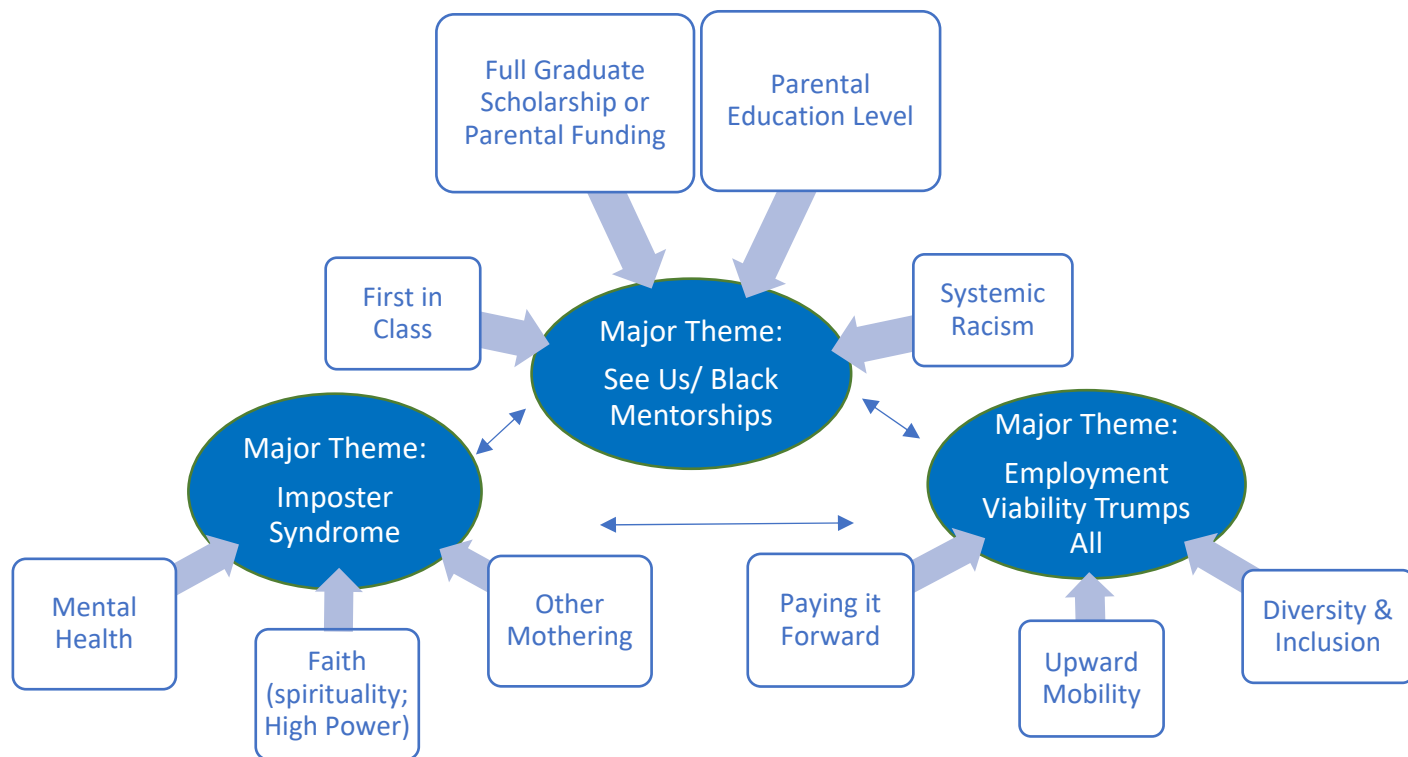 Full Graduate
Scholarship or
Parental Funding
Parental
Education Level
First in
Class
Systemic
Racism
Major Theme:
See Us/ Black
Mentorships
Major Theme:
Imposter
Syndrome
Major Theme:
Employment
Viability Trumps
All
Mental
Health
Faith
(spirituality;
High Power)
Other
Mothering
Paying it
Forward
Upward
Mobility
Diversity &
Inclusion